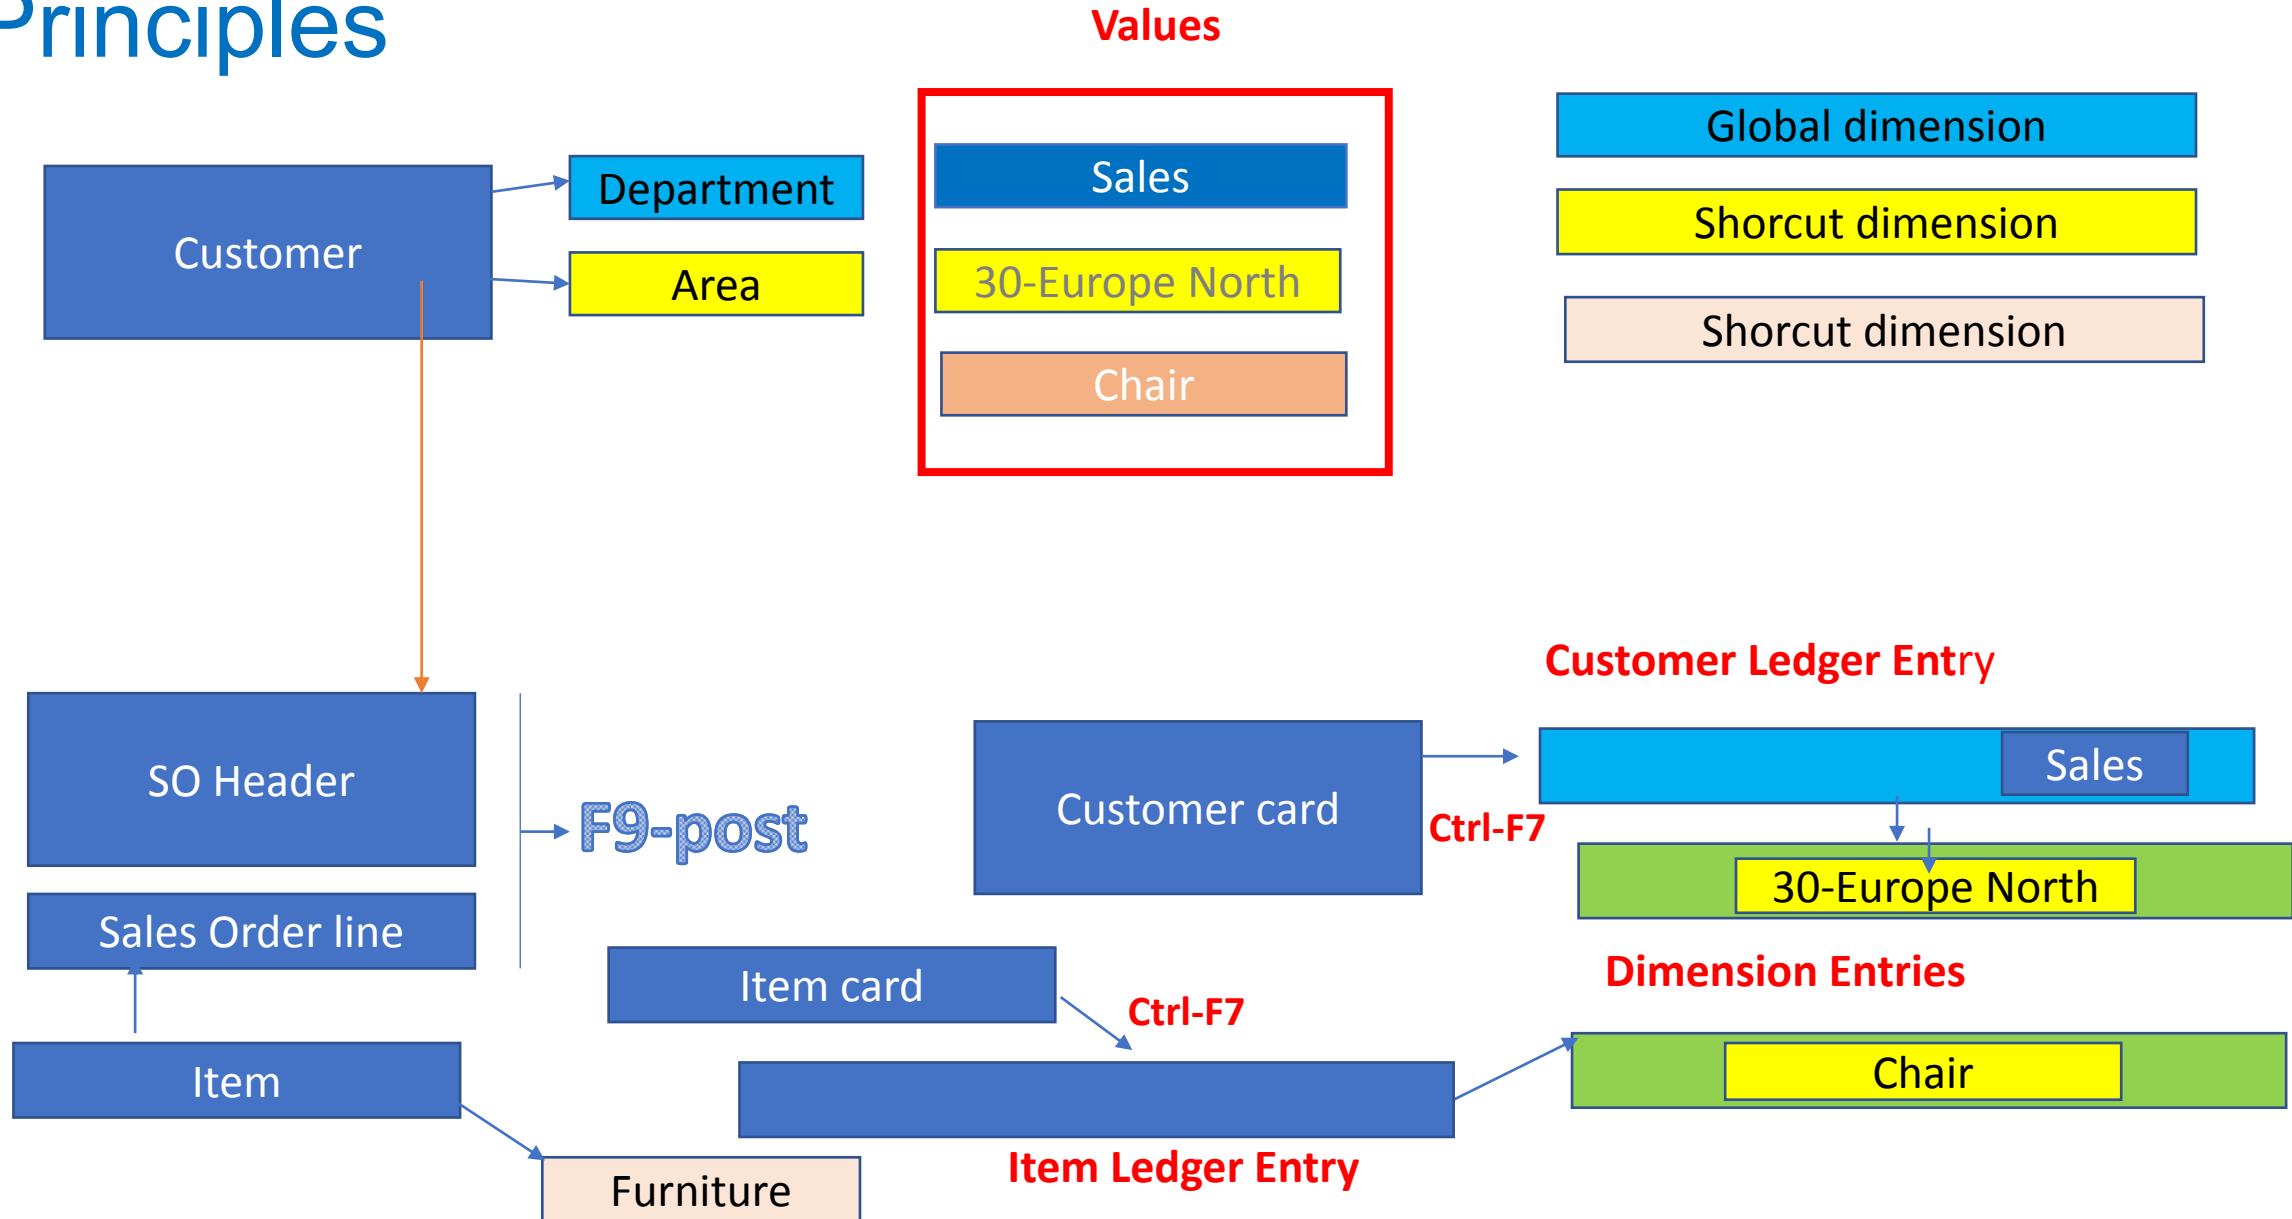 Principles
Values
Global dimension
Sales
Department
Customer
Shorcut dimension
Area
30-Europe North
Shorcut dimension
Chair
Customer Ledger Entry
SO Header
F9-post
Customer card
Ctrl-F7
Sales
30-Europe North
Sales Order line
Item card
Ctrl-F7
Dimension Entries
Item
Chair
Item Ledger Entry
Furniture